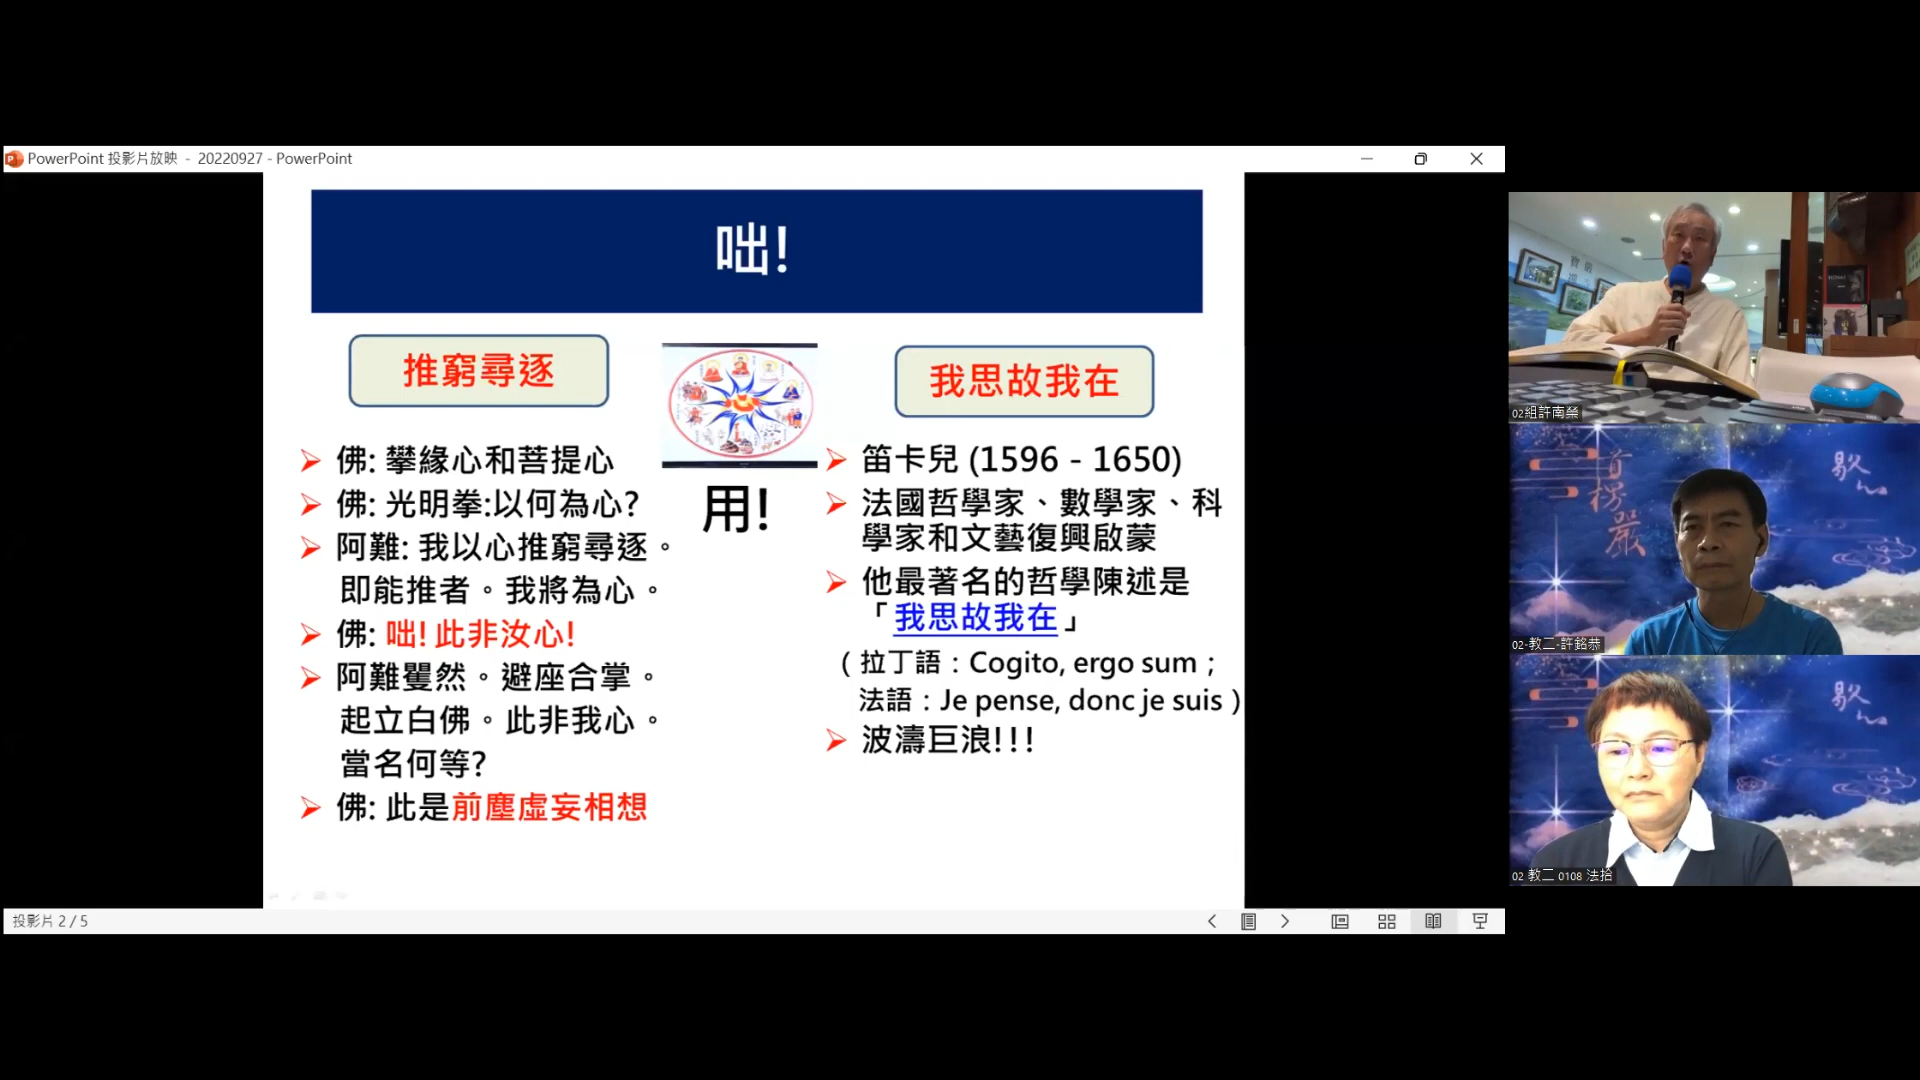 PowerPoint 投影片放映 - 20220927 - PowerPoint
咄!
推窮尋逐
佛: 攀緣心和菩提心
佛: 光明拳:以何為心?
阿難: 我以心推窮尋逐。
即能推者。我將為心。
佛: 咄! 此非汝心!
阿難矍然。避座合掌。
起立白佛。此非我心。
當名何等?
佛: 此是前塵虛妄相想
用!
我思故我在
笛卡兒 (1596 - 1650)
法國哲學家、數學家、科
學家和文藝復興啟蒙
他最著名的哲學陳述是
「我思故我在」
( 拉丁語：Cogito, ergo sum；
法語：Je pense, donc je suis )
波濤巨浪!!!
投影片 2 / 5
02組許南榮
首楞嚴
歇心
02-教二-許銘恭
歇心
02 教二 0108 法拾